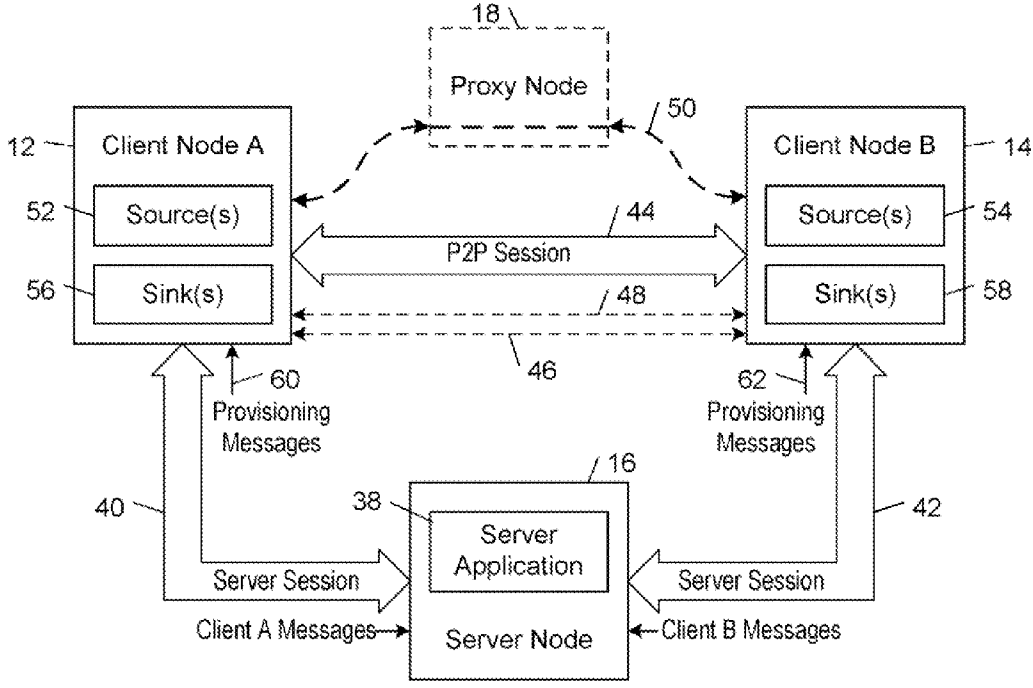 18
Proxy Node
50
12
Client Node A
Client Node B
14
52
Source(s)
44
Source(s)
54
P2P Session
56
Sink(s)
48
Sink(s)
58
46
60
Provisioning
Messages
62
Provisioning
Messages
16
40
38
Server
Application
42
Server Session
Server Session
Client A Messages
Server Node
Client B Messages